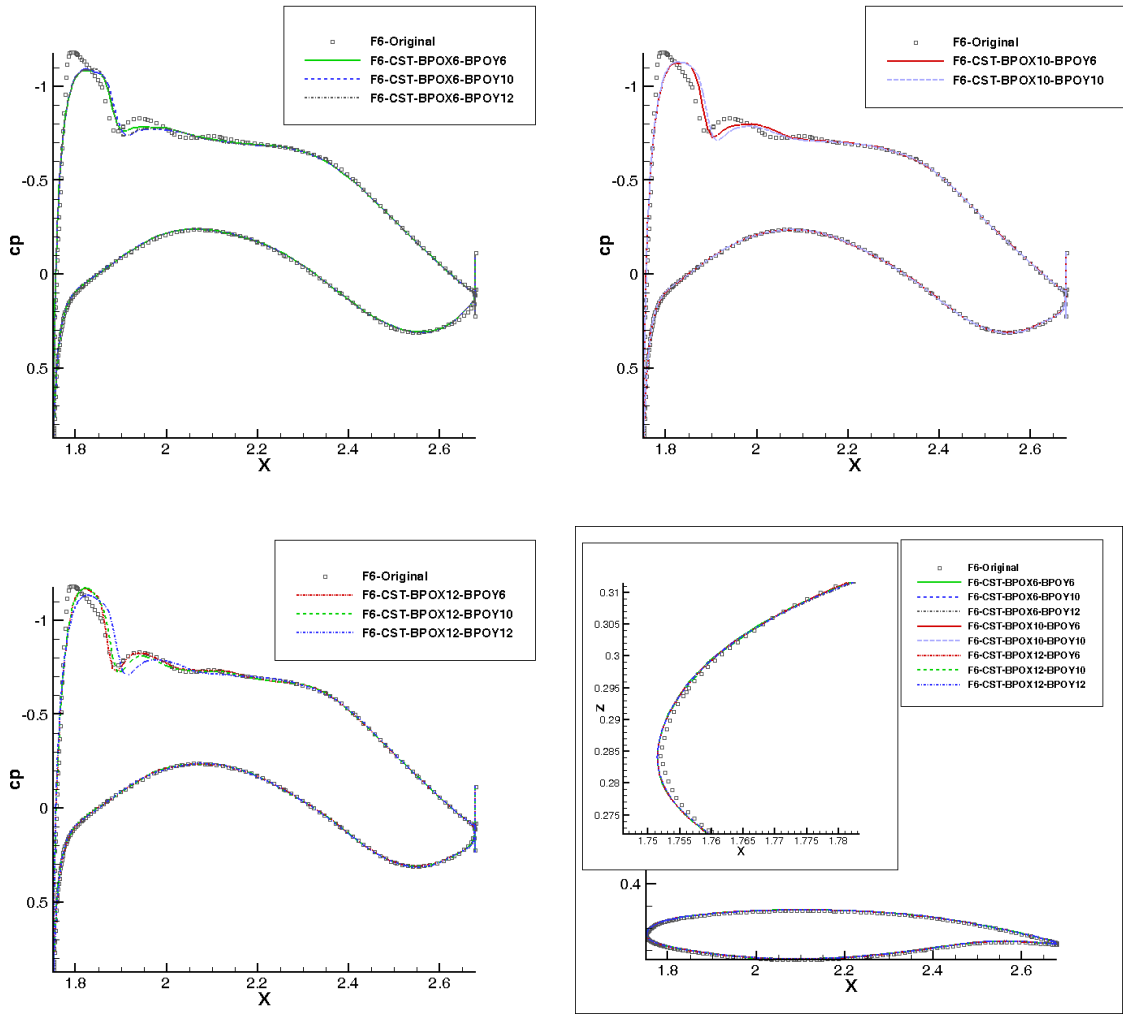 F6-Original
F6-CST-BPOX6-BPOY6
F6-CST-BPOX6-BPOY10
F6-CST-BPOX6-BPOY12
-1
-0.5
0
0.5
cp
1.8
2
2.2
2.4
2.6
X
F6-Original
F6-CST-BPOX10-BPOY6
F6-CST-BPOX10-BPOY10
-1
-0.5
0
0.5
cp
1.8
2
2.2
2.4
2.6
X
F6-Original
F6-CST-BPOX12-BPOY6
F6-CST-BPOX12-BPOY10
F6-CST-BPOX12-BPOY12
-1
-0.5
0
0.5
cp
1.8
2
2.2
2.4
2.6
X
F6-Original
F6-CST-BPOX6-BPOY6
F6-CST-BPOX6-BPOY10
F6-CST-BPOX6-BPOY12
F6-CST-BPOX10-BPOY6
F6-CST-BPOX10-BPOY10
F6-CST-BPOX12-BPOY6
F6-CST-BPOX12-BPOY10
F6-CST-BPOX12-BPOY12
0.31
0.305
0.3
0.295
0.29
0.285
0.28
0.275
Z
1.75
1.755
1.76
1.765
1.77
1.775
1.78
X
0.4
1.8
2
2.2
2.4
2.6
X